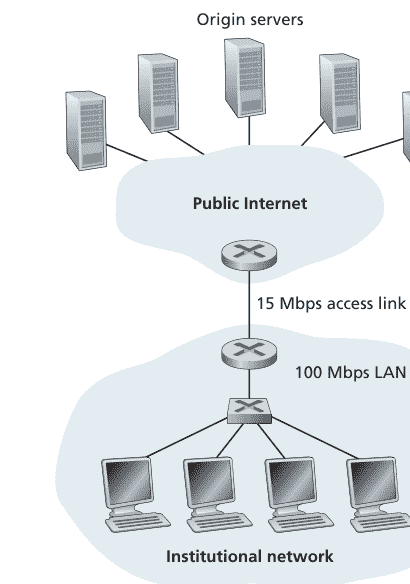 Origin servers
Public Internet
15 Mbps access link
100 Mbps LAN
Institutional network